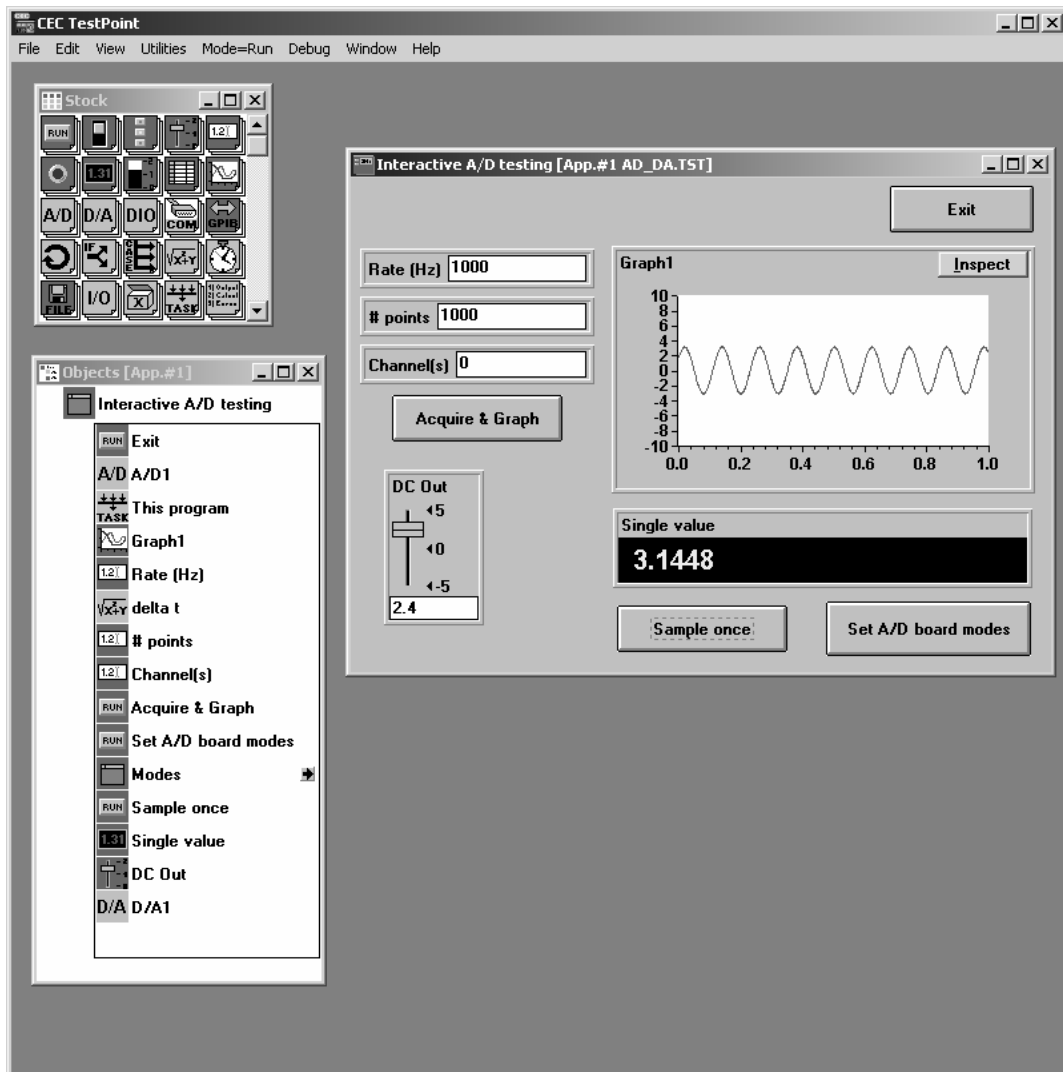 CEC TestPoint
File Edit View Utilities Mode=Run Debug Window Help
Stock
RUN
1.2
1.31
A/D D/A DIO COM GPIB
IF CASE √X²+Y
FILE I/O X TASK
Interactive A/D testing [App.#1 AD_DA.TST]
Exit
Rate (Hz) 1000
# points 1000
Channel(s) 0
Acquire & Graph
Graph1
Inspect
10
8
6
4
2
0
-2
-4
-6
-8
-10
0.0 0.2 0.4 0.6 0.8 1.0
DC Out
5
0
-5
2.4
Single value
3.1448
Sample once
Set A/D board modes
Objects [App.#1]
Interactive A/D testing
RUN Exit
A/D A/D1
TASK This program
Graph1
1.2 Rate (Hz)
√X²+Y delta t
1.2 # points
1.2 Channel(s)
RUN Acquire & Graph
RUN Set A/D board modes
Modes
RUN Sample once
1.31 Single value
DC Out
D/A D/A1